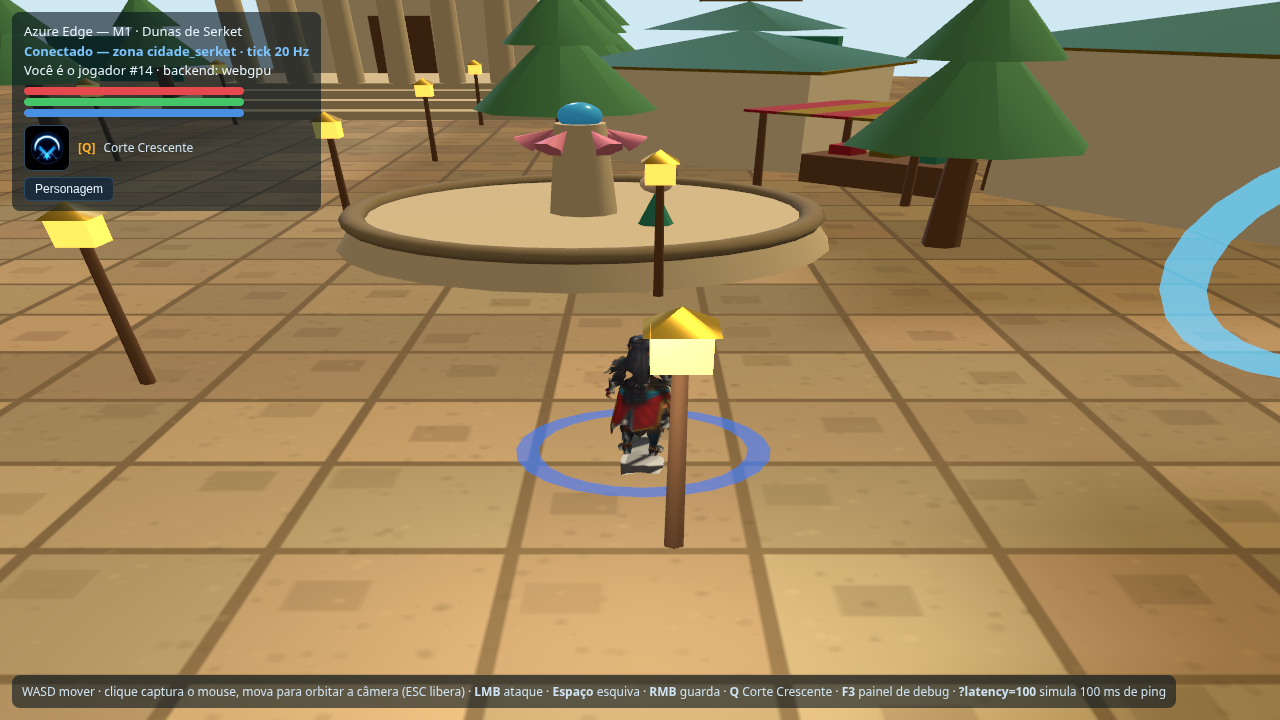 Azure Edge — M1 · Dunas de Serket
Conectado — zona cidade_serket · tick 20 Hz
Você é o jogador #14 · backend: webgpu
[Q] Corte Crescente
Personagem
WASD mover · clique captura o mouse, mova para orbitar a câmera (ESC libera) · LMB ataque · Espaço esquiva · RMB guarda · Q Corte Crescente · F3 painel de debug · ?latency=100 simula 100 ms de ping